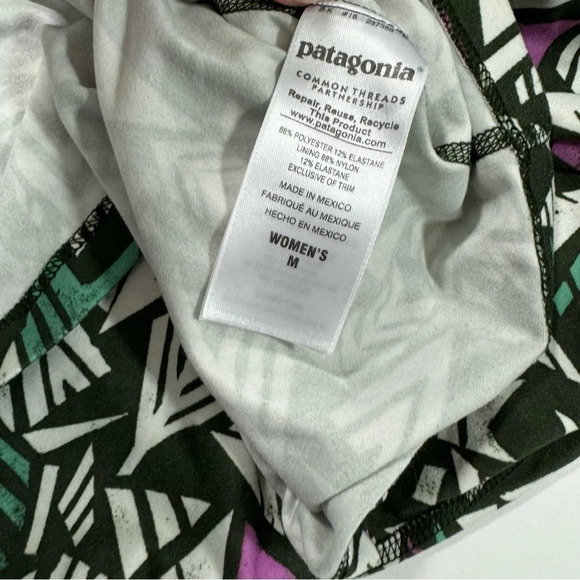 patagonia®
COMMON THREADS
PARTNERSHIP
Repair, Reuse, Recycle
This Product
www.patagonia.com
88% POLYESTER 12% ELASTANE
LINING 88% NYLON
12% ELASTANE
EXCLUSIVE OF TRIM
MADE IN MEXICO
FABRIQUÉ AU MEXIQUE
HECHO EN MEXICO
WOMEN'S
M